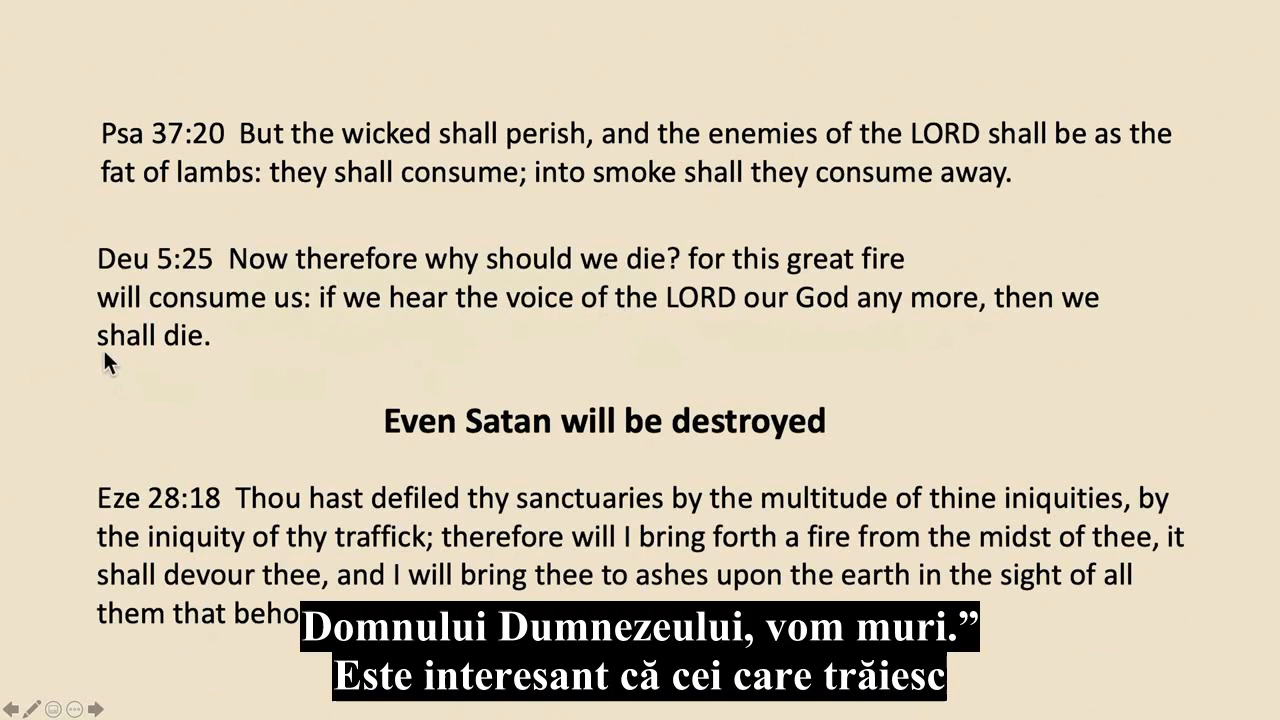 Psa 37:20  But the wicked shall perish, and the enemies of the LORD shall be as the
fat of lambs: they shall consume; into smoke shall they consume away.
Deu 5:25  Now therefore why should we die? for this great fire
will consume us: if we hear the voice of the LORD our God any more, then we
shall die.
Even Satan will be destroyed
Eze 28:18  Thou hast defiled thy sanctuaries by the multitude of thine iniquities, by
the iniquity of thy traffick; therefore will I bring forth a fire from the midst of thee, it
shall devour thee, and I will bring thee to ashes upon the earth in the sight of all
them that
Domnului Dumnezeului, vom muri.”
Este interesant că cei care trăiesc